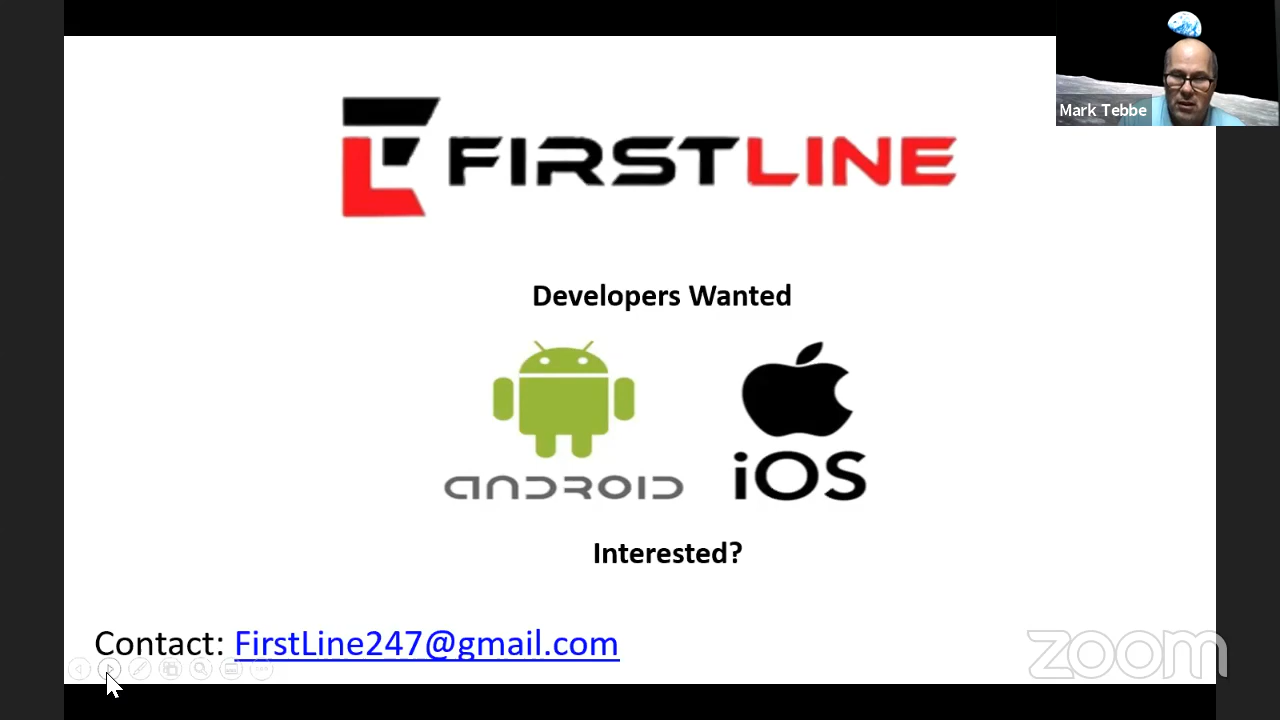 Mark Tebbe
FIRSTLINE
Developers Wanted
ANDROID
iOS
Interested?
Contact: FirstLine247@gmail.com
zoom